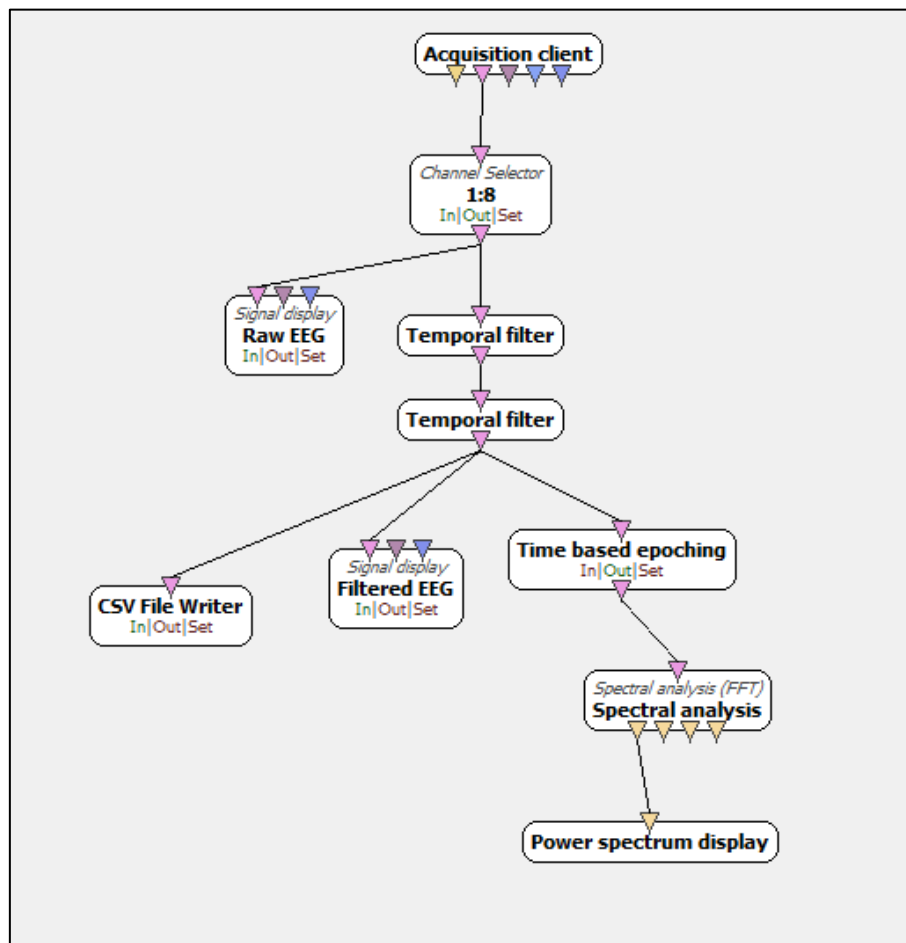 Acquisition client
Channel Selector
1:8
In|Out|Set
Signal display
Raw EEG
In|Out|Set
Temporal filter
Temporal filter
CSV File Writer
In|Out|Set
Signal display
Filtered EEG
In|Out|Set
Time based epoching
In|Out|Set
Spectral analysis (FFT)
Spectral analysis
Power spectrum display